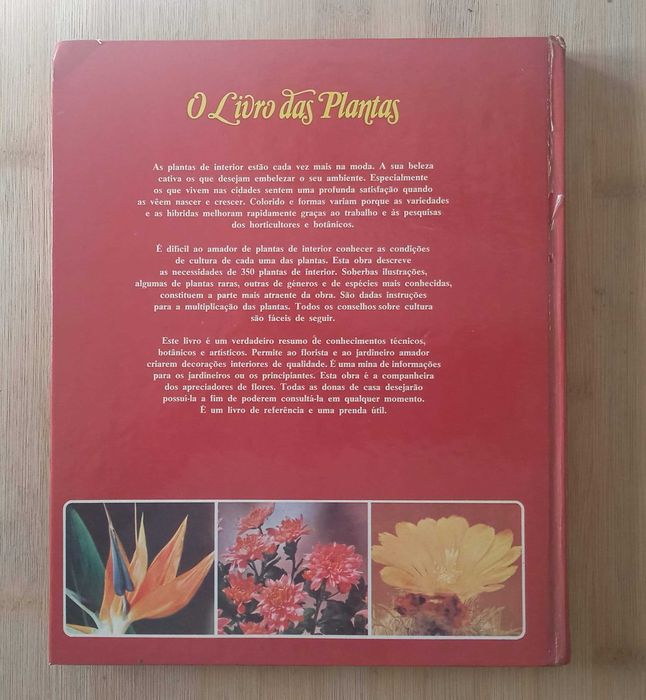 O Livro das Plantas
As plantas de interior estão cada vez mais na moda. A sua beleza
cativa os que desejam embelezar o seu ambiente. Especialmente
os que vivem nas cidades sentem uma profunda satisfação quando
as vêem nascer e crescer. Colorido e formas variam porque as variedades
e as híbridas melhoram rapidamente graças ao trabalho e às pesquisas
dos horticultores e botânicos.
É difícil ao amador de plantas de interior conhecer as condições
de cultura de cada uma das plantas. Esta obra descreve
as necessidades de 350 plantas de interior. Soberbas ilustrações,
algumas de plantas raras, outras de géneros e de espécies mais conhecidas,
constituem a parte mais atraente da obra. São dadas instruções
para a multiplicação das plantas. Todos os conselhos sobre cultura
são fáceis de seguir.
Este livro é um verdadeiro resumo de conhecimentos técnicos,
botânicos e artísticos. Permite ao florista e ao jardineiro amador
criarem decorações interiores de qualidade. É uma mina de informações
para os jardineiros ou os principiantes. Esta obra é a companheira
dos apreciadores de flores. Todas as donas de casa desejarão
possuí-la a fim de poderem consultá-la em qualquer momento.
É um livro de referência e uma prenda útil.